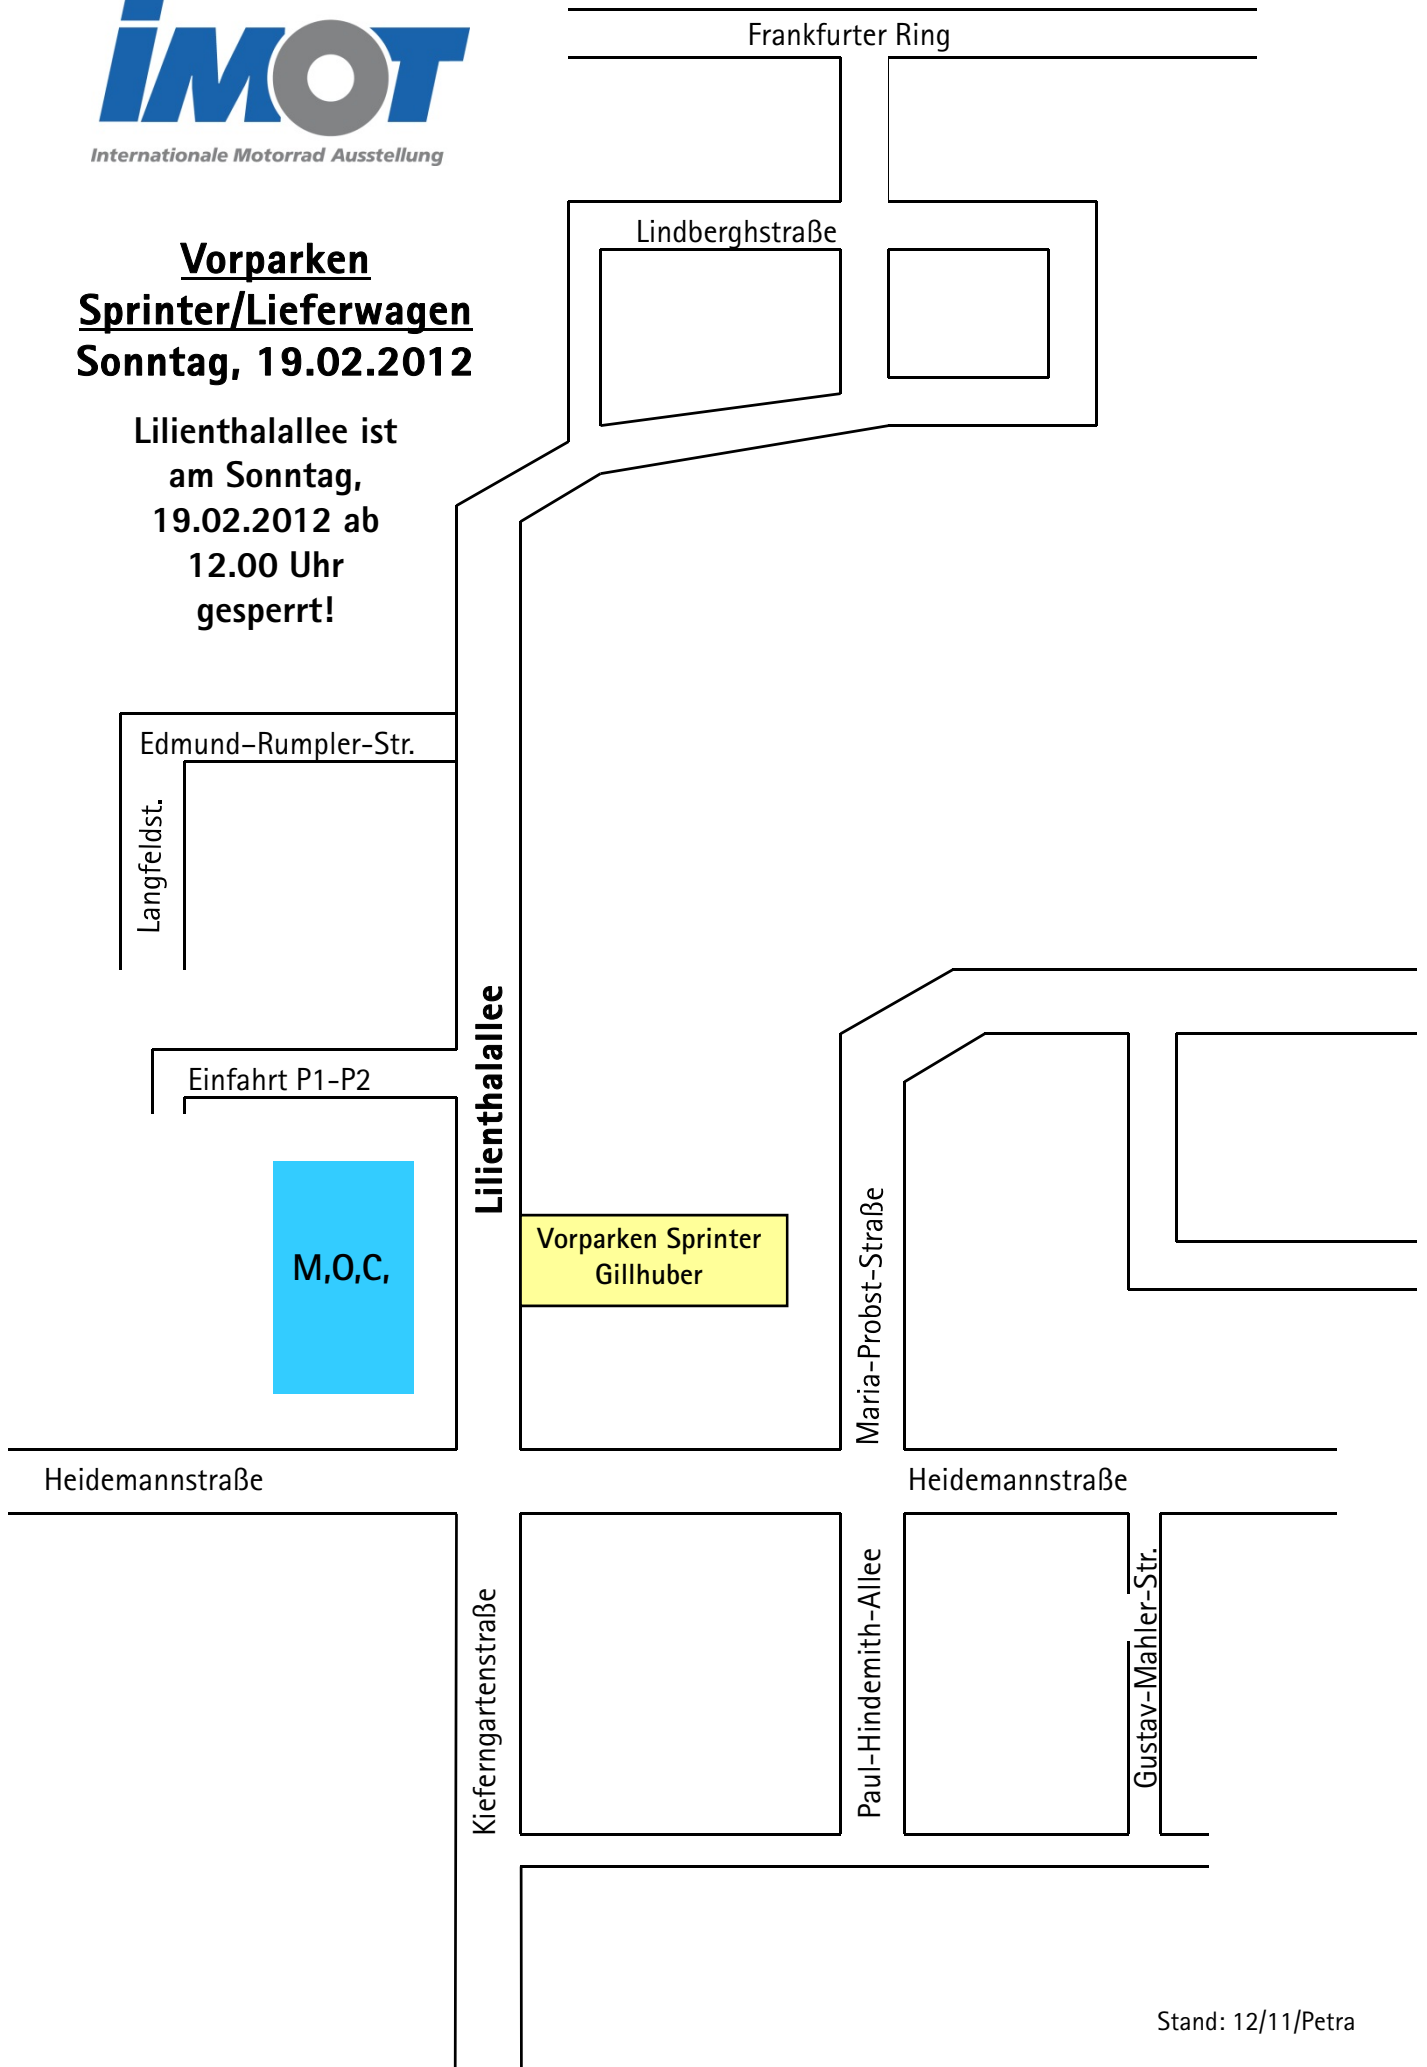 iMOT
Internationale Motorrad Ausstellung
Frankfurter Ring
Lindberghstraße
Vorparken
Sprinter/Lieferwagen
Sonntag, 19.02.2012
Lilienthalallee ist
am Sonntag,
19.02.2012 ab
12.00 Uhr
gesperrt!
Edmund-Rumpler-Str.
Langfeldst.
Lilienthalallee
Einfahrt P1-P2
M,O,C,
Vorparken Sprinter
Gillhuber
Maria-Probst-Straße
Heidemannstraße
Heidemannstraße
Kieferngartenstraße
Paul-Hindemith-Allee
Gustav-Mahler-Str.
Stand: 12/11/Petra